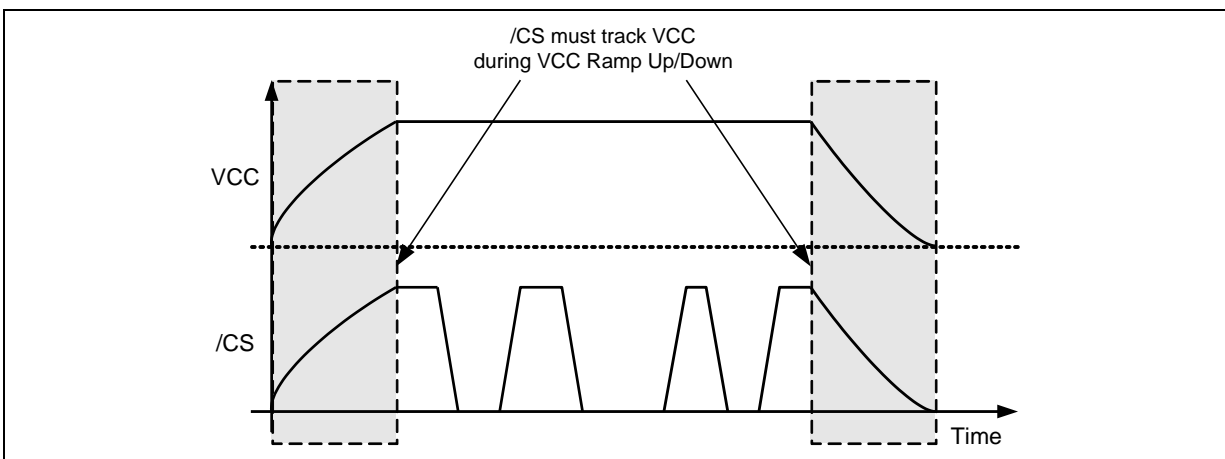 /CS must track VCC
during VCC Ramp Up/Down
VCC
/CS
Time